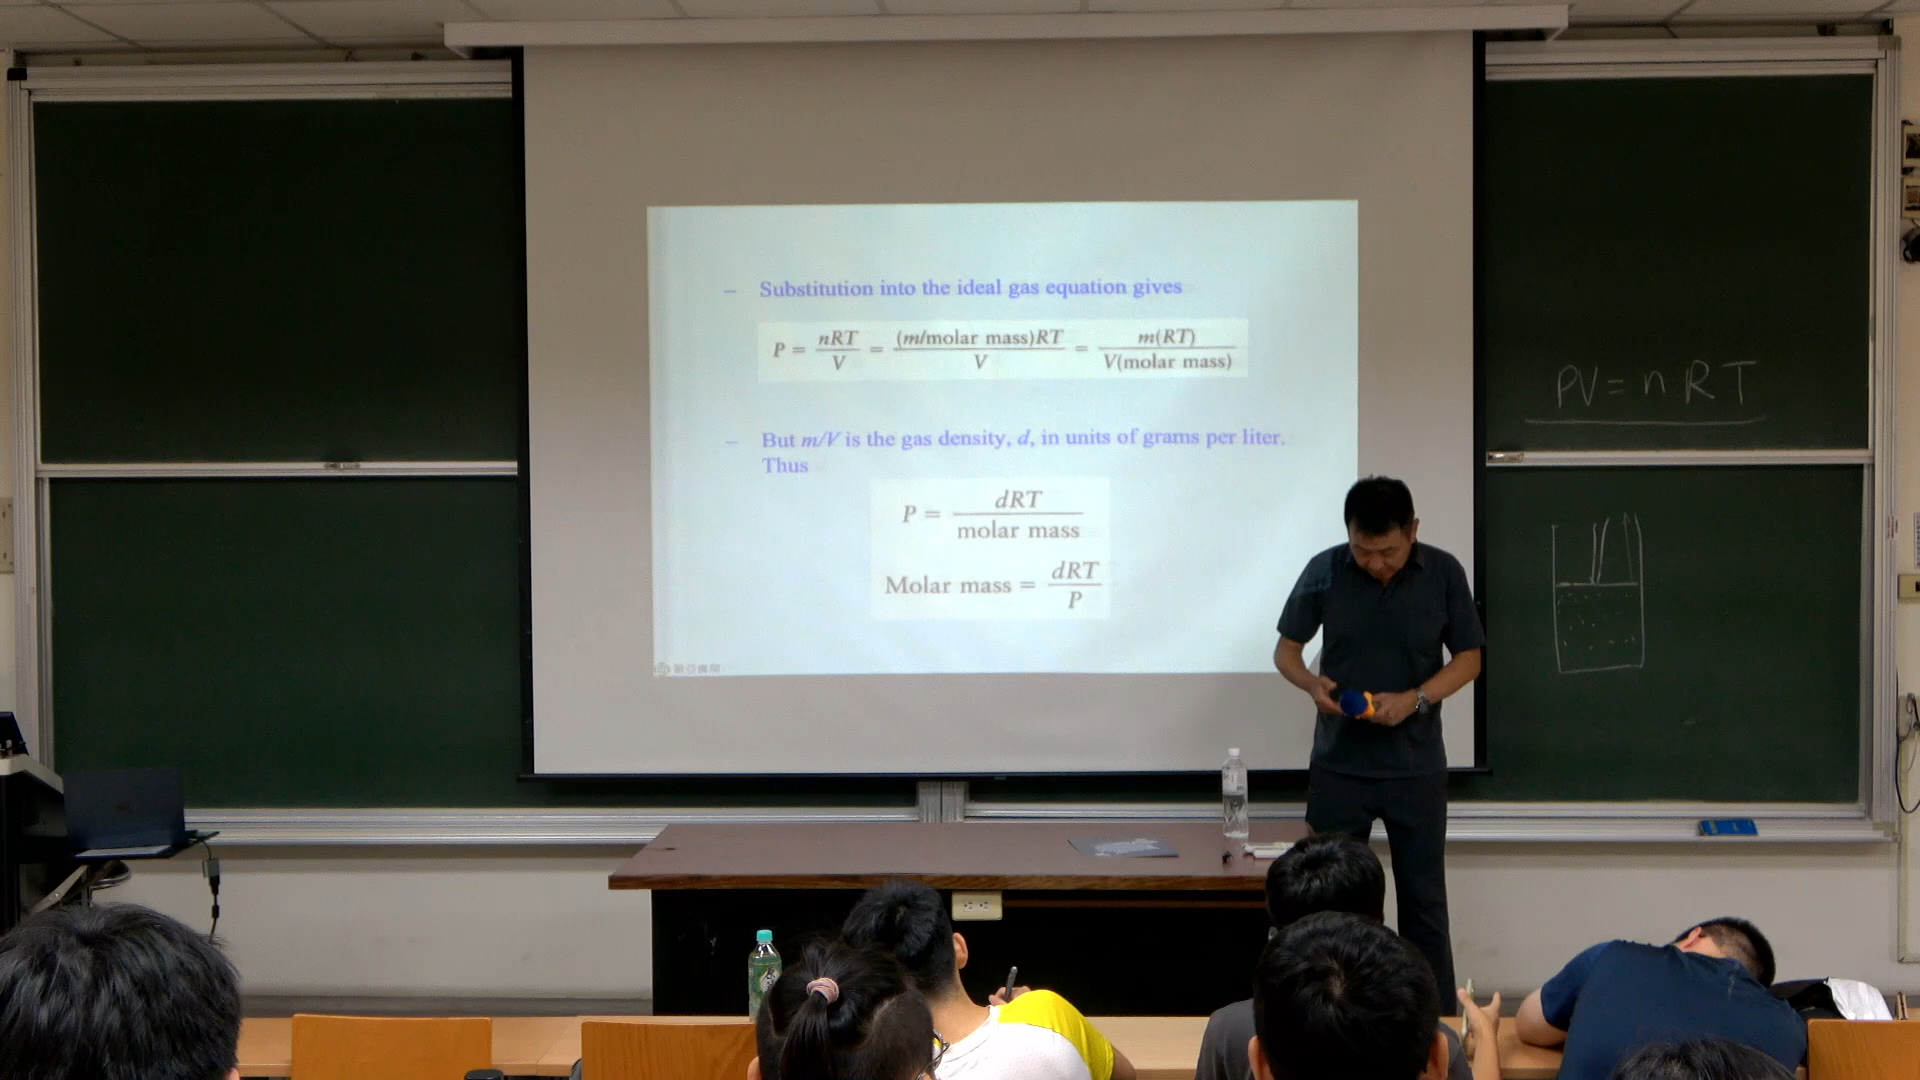 – Substitution into the ideal gas equation gives
P = nRT/V = (m/molar mass)RT/V = m(RT)/V(molar mass)
– But m/V is the gas density, d, in units of grams per liter.
Thus
P = dRT/molar mass
Molar mass = dRT/P
PV = nRT